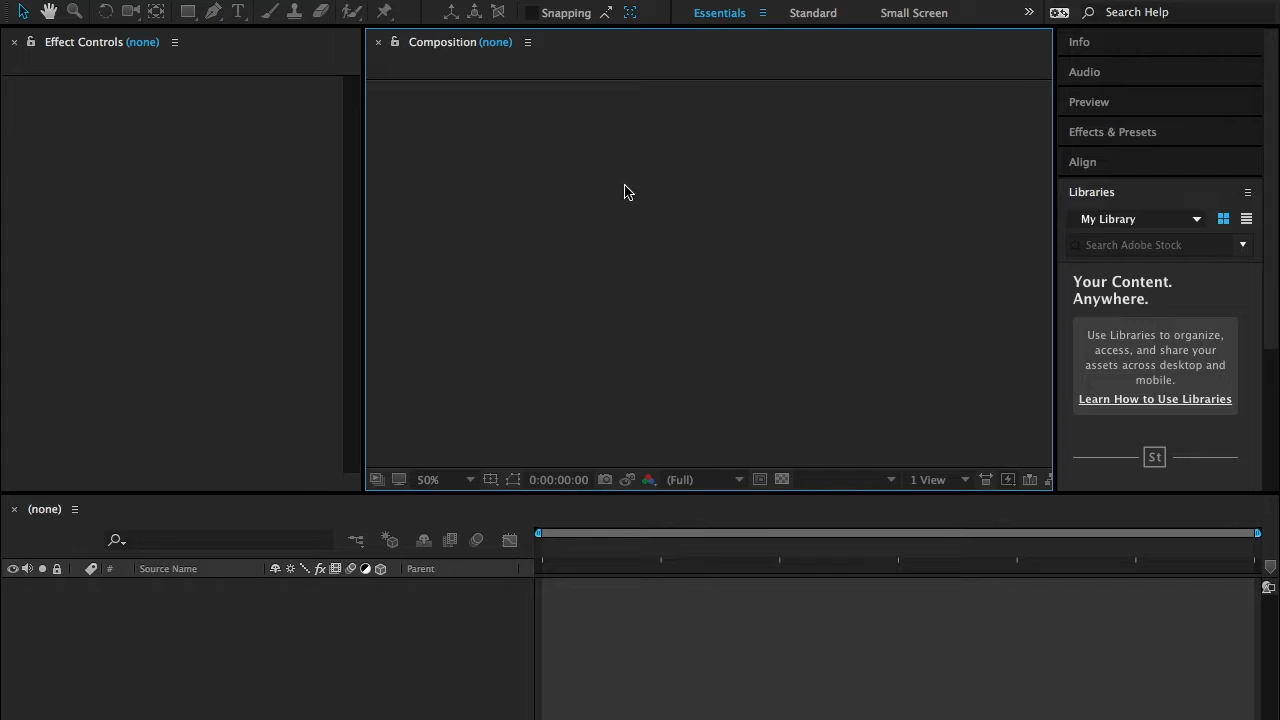 Snapping
Essentials
Standard
Small Screen
Search Help
Effect Controls (none)
Composition (none)
Info
Audio
Preview
Effects & Presets
Align
Libraries
My Library
Search Adobe Stock
Your Content.
Anywhere.
Use Libraries to organize,
access, and share your
assets across desktop and
mobile.
Learn How to Use Libraries
St
50%
0:00:00:00
(Full)
1 View
(none)
#
Source Name
fx
Parent